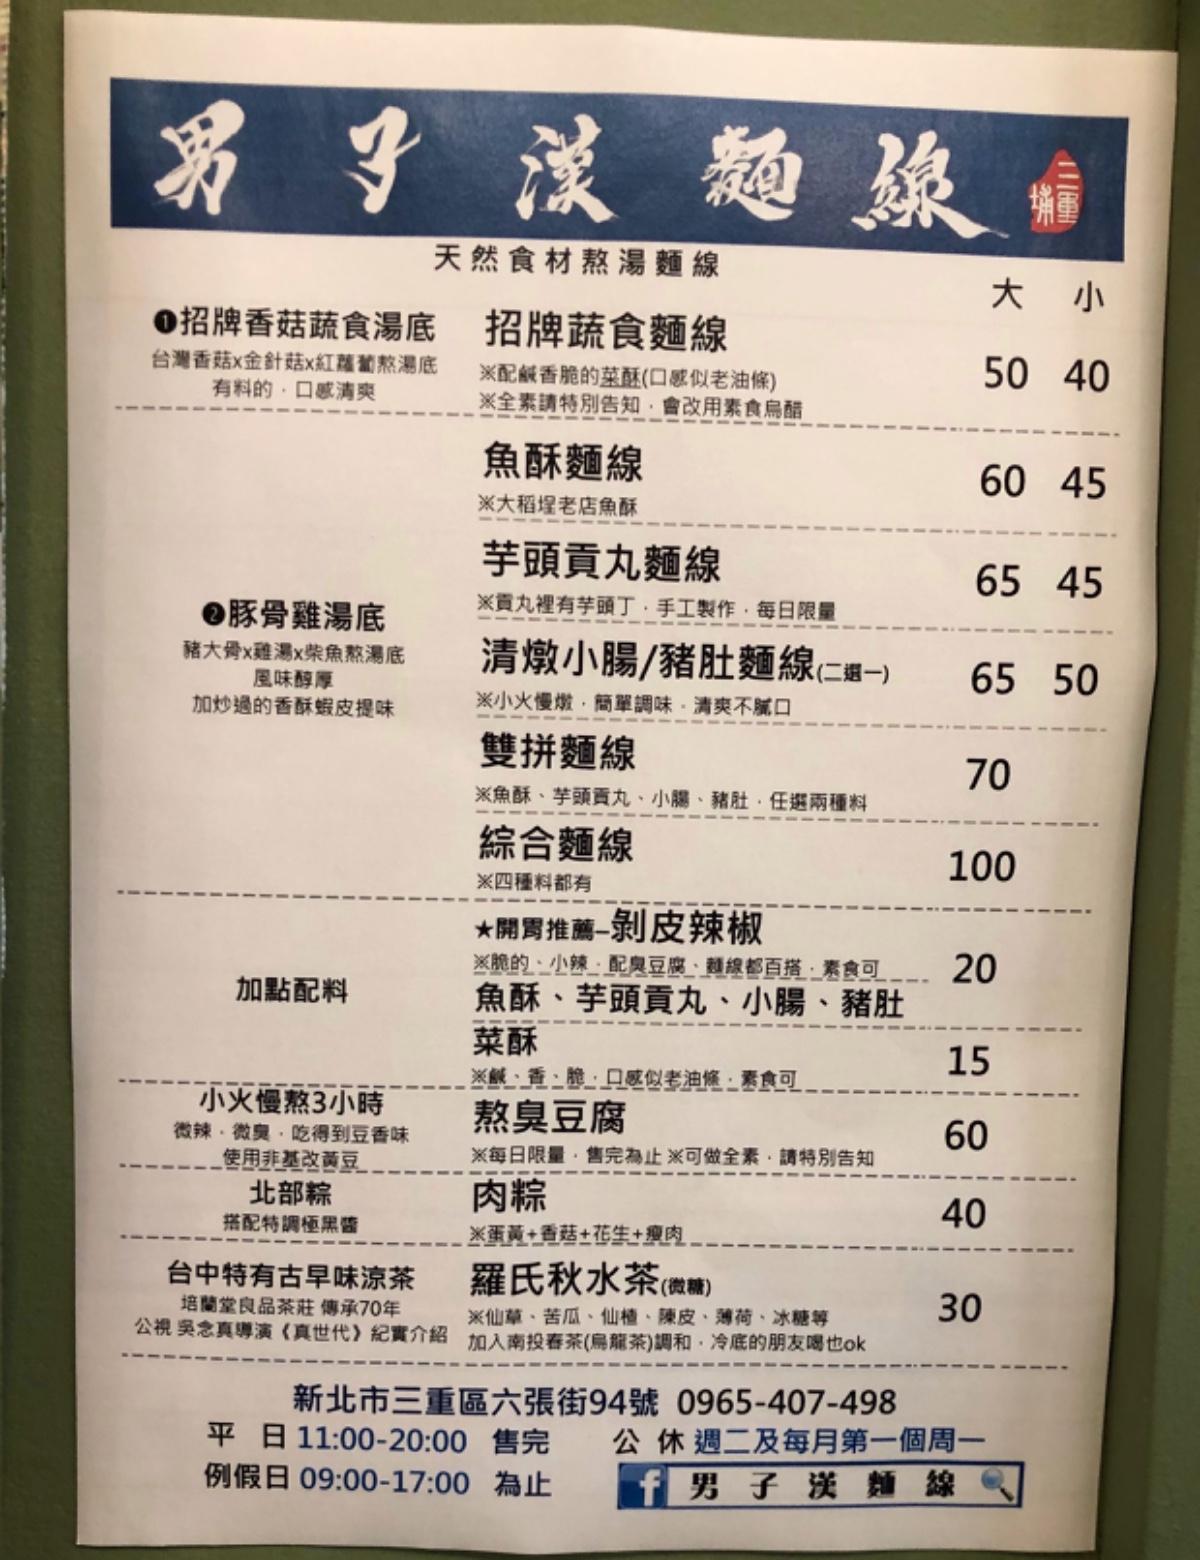 男子漢麵線 三重埔
天然食材熬湯麵線
大 小
❶招牌香菇蔬食湯底
台灣香菇x金針菇x紅蘿蔔熬湯底
有料的，口感清爽
招牌蔬食麵線 50 40
※配鹹香脆的菜酥(口感似老油條)
※全素請特別告知，會改用素食烏醋
魚酥麵線 60 45
※大稻埕老店魚酥
芋頭貢丸麵線 65 45
※貢丸裡有芋頭丁，手工製作，每日限量
❷豚骨雞湯底
豬大骨x雞湯x柴魚熬湯底
風味醇厚
加炒過的香酥蝦皮提味
清燉小腸/豬肚麵線(二選一) 65 50
※小火慢燉，簡單調味，清爽不膩口
雙拼麵線 70
※魚酥、芋頭貢丸、小腸、豬肚，任選兩種料
綜合麵線 100
※四種料都有
加點配料
★開胃推薦–剝皮辣椒 20
※脆的、小辣，配臭豆腐、麵線都百搭，素食可
魚酥、芋頭貢丸、小腸、豬肚
菜酥 15
※鹹、香、脆，口感似老油條，素食可
小火慢熬3小時
微辣，微臭，吃得到豆香味
使用非基改黃豆
熬臭豆腐 60
※每日限量，售完為止 ※可做全素，請特別告知
北部粽
搭配特調極黑醬
肉粽 40
※蛋黃+香菇+花生+瘦肉
台中特有古早味涼茶
培蘭堂良品茶莊 傳承70年
公視 吳念真導演《真世代》紀實介紹
羅氏秋水茶(微糖) 30
※仙草、苦瓜、仙楂、陳皮、薄荷、冰糖等
加入南投春茶(烏龍茶)調和，冷底的朋友喝也ok
新北市三重區六張街94號 0965-407-498
平 日 11:00-20:00 售完 公 休 週二及每月第一個周一
例假日 09:00-17:00 為止
f 男子漢麵線